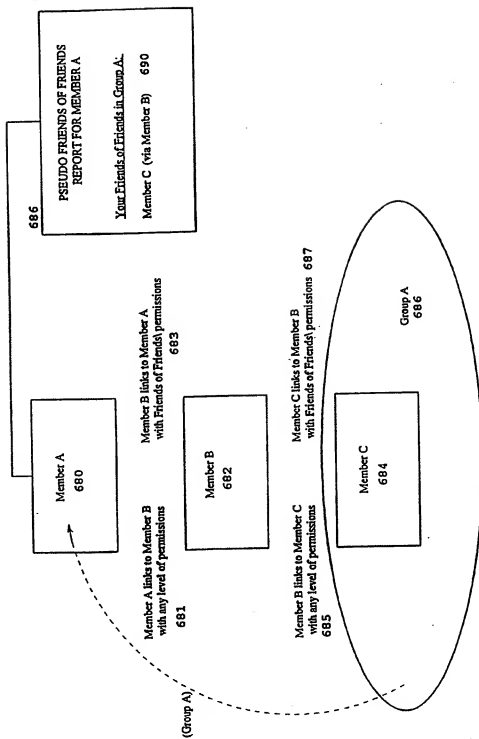 686
PSEUDO FRIENDS OF FRIENDS
REPORT FOR MEMBER A
Your Friends of Friends in Group A:
Member C (via Member B) 690
Member A
680
Member A links to Member B
with any level of permissions
681
Member B links to Member A
with Friends of Friends\ permissions
683
Member B
682
Member B links to Member C
with any level of permissions
685
Member C links to Member B
with Friends of Friends\ permissions 687
Member C
684
Group A
686
(Group A)